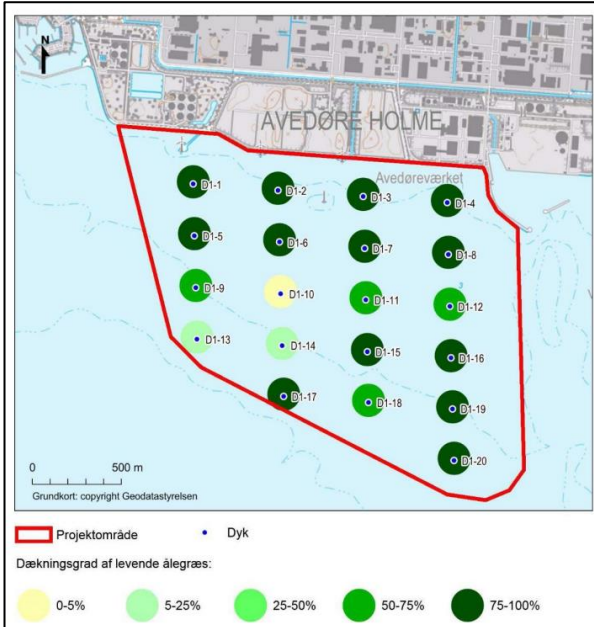 N
AVEDØRE HOLME
Avedøreværket
D1-1
D1-2
D1-3
D1-4
D1-5
D1-6
D1-7
D1-8
D1-9
D1-10
D1-11
3
D1-12
D1-13
D1-14
D1-15
D1-16
D1-17
D1-18
D1-19
D1-20
0 500 m
Grundkort: copyright Geodatastyrelsen
Projektområde Dyk
Dækningsgrad af levende ålegræs:
0-5% 5-25% 25-50% 50-75% 75-100%